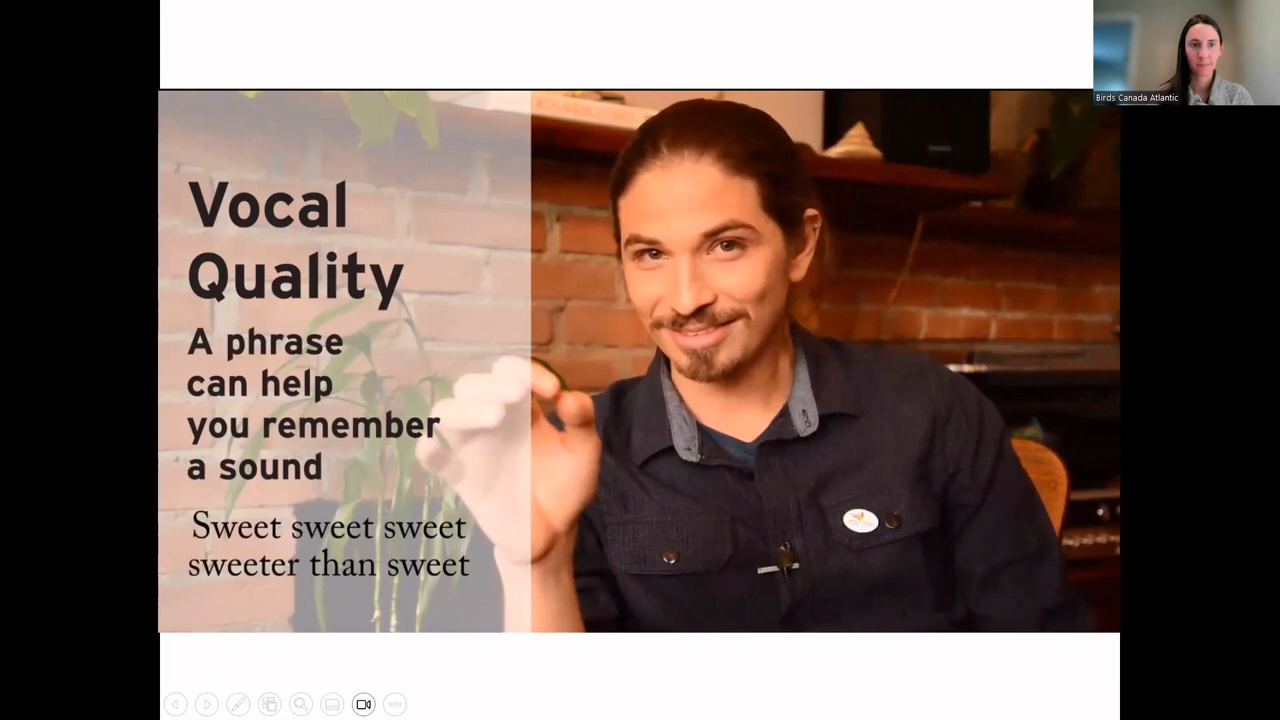 Birds Canada Atlantic
Vocal
Quality
A phrase
can help
you remember
a sound
Sweet sweet sweet
sweeter than sweet